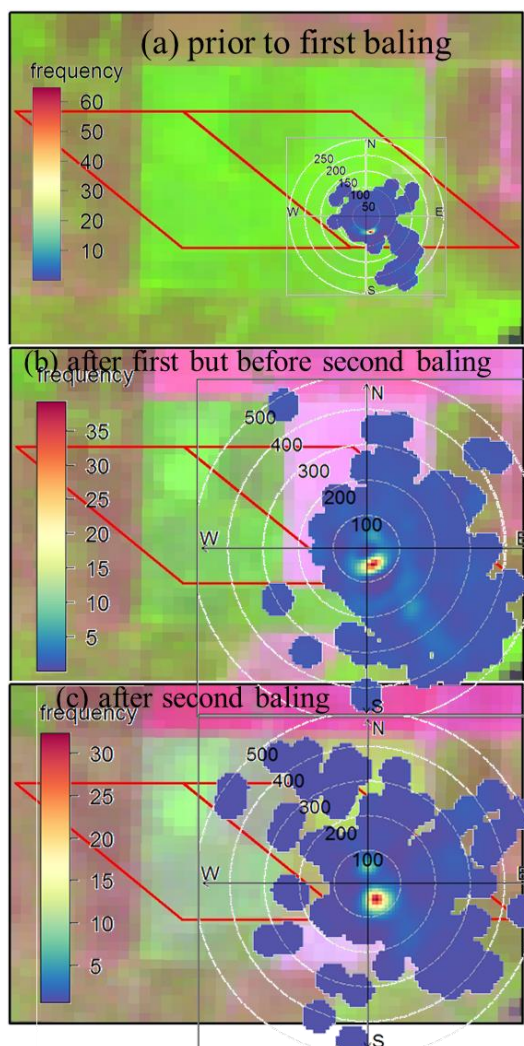 (a) prior to first baling
frequency
60
50
40
30
20
10
N
250
200
150
100
50
W
E
S
(b) after first but before second baling
frequency
35
30
25
20
15
10
5
N
500
400
300
200
100
W
E
S
(c) after second baling
frequency
30
25
20
15
10
5
N
500
400
300
200
100
W
E
S